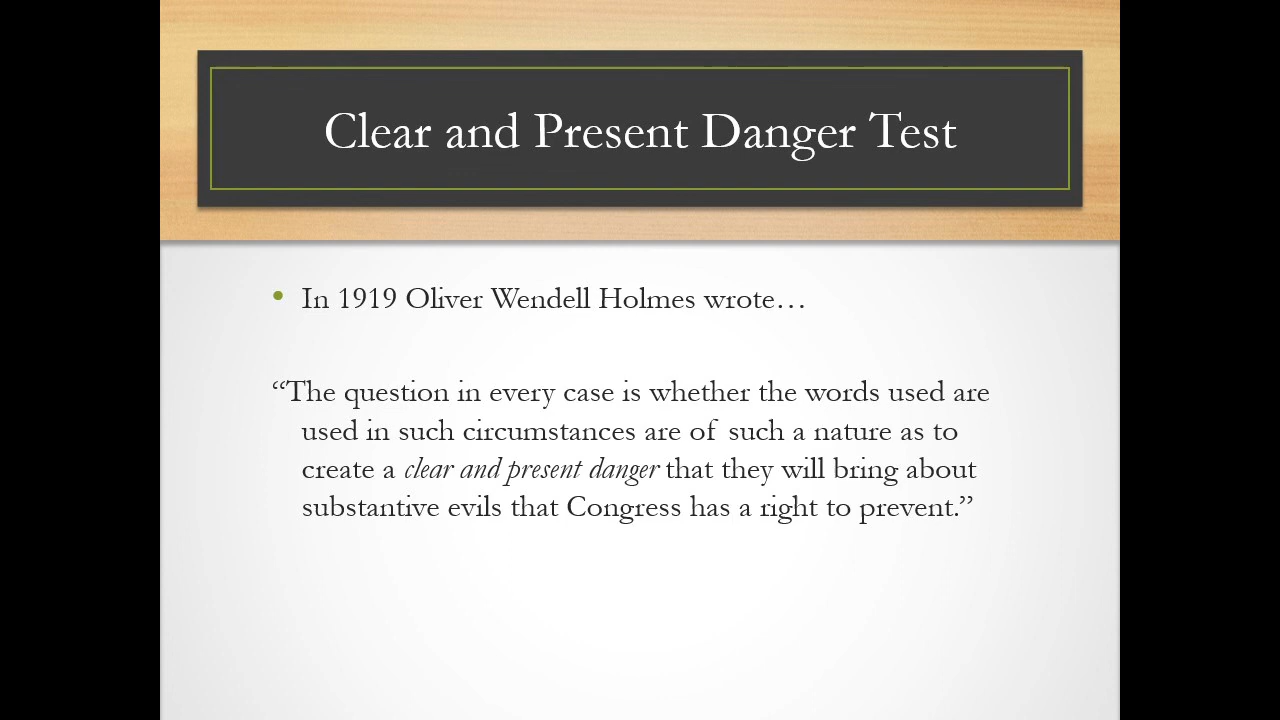 Clear and Present Danger Test
• In 1919 Oliver Wendell Holmes wrote…
“The question in every case is whether the words used are
used in such circumstances are of such a nature as to
create a clear and present danger that they will bring about
substantive evils that Congress has a right to prevent.”